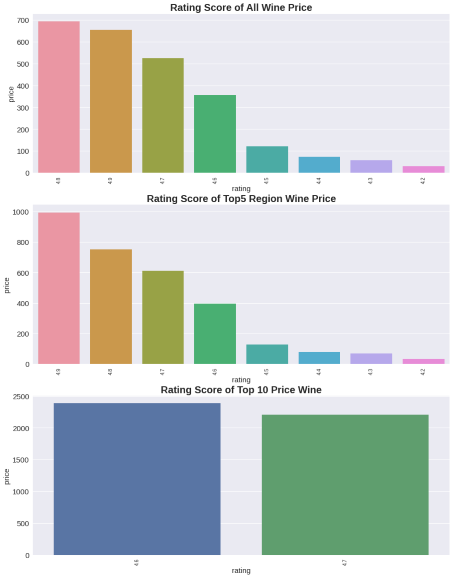 Rating Score of All Wine Price
price
700
600
500
400
300
200
100
0
4.8 4.9 4.7 4.6 4.5 4.4 4.3 4.2
rating
Rating Score of Top5 Region Wine Price
price
1000
800
600
400
200
0
4.9 4.8 4.7 4.6 4.5 4.4 4.3 4.2
rating
Rating Score of Top 10 Price Wine
price
2500
2000
1500
1000
500
0
4.7
rating